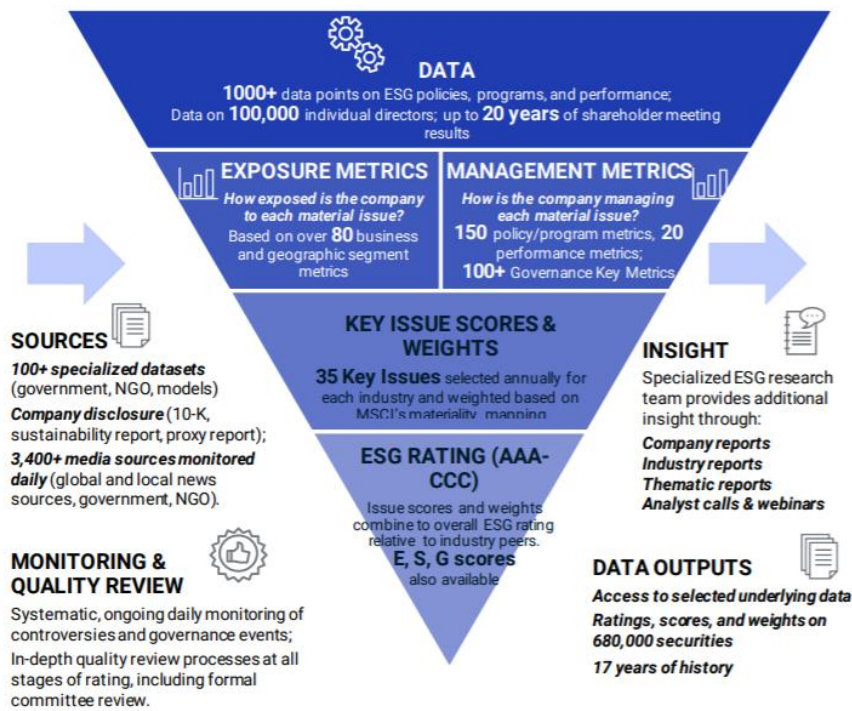 DATA
1000+ data points on ESG policies, programs, and performance;
Data on 100,000 individual directors; up to 20 years of shareholder meeting
results
EXPOSURE METRICS
How exposed is the company
to each material issue?
Based on over 80 business
and geographic segment
metrics
MANAGEMENT METRICS
How is the company managing
each material issue?
150 policy/program metrics, 20
performance metrics;
100+ Governance Key Metrics
KEY ISSUE SCORES &
WEIGHTS
35 Key Issues selected annually for
each industry and weighted based on
MSCI's materiality mapping
ESG RATING (AAA-
CCC)
Issue scores and weights
combine to overall ESG rating
relative to industry peers.
E, S, G scores
also available
SOURCES
100+ specialized datasets
(government, NGO, models)
Company disclosure (10-K,
sustainability report, proxy report);
3,400+ media sources monitored
daily (global and local news
sources, government, NGO).
MONITORING &
QUALITY REVIEW
Systematic, ongoing daily monitoring of
controversies and governance events;
In-depth quality review processes at all
stages of rating, including formal
committee review.
INSIGHT
Specialized ESG research
team provides additional
insight through:
Company reports
Industry reports
Thematic reports
Analyst calls & webinars
DATA OUTPUTS
Access to selected underlying data
Ratings, scores, and weights on
680,000 securities
17 years of history